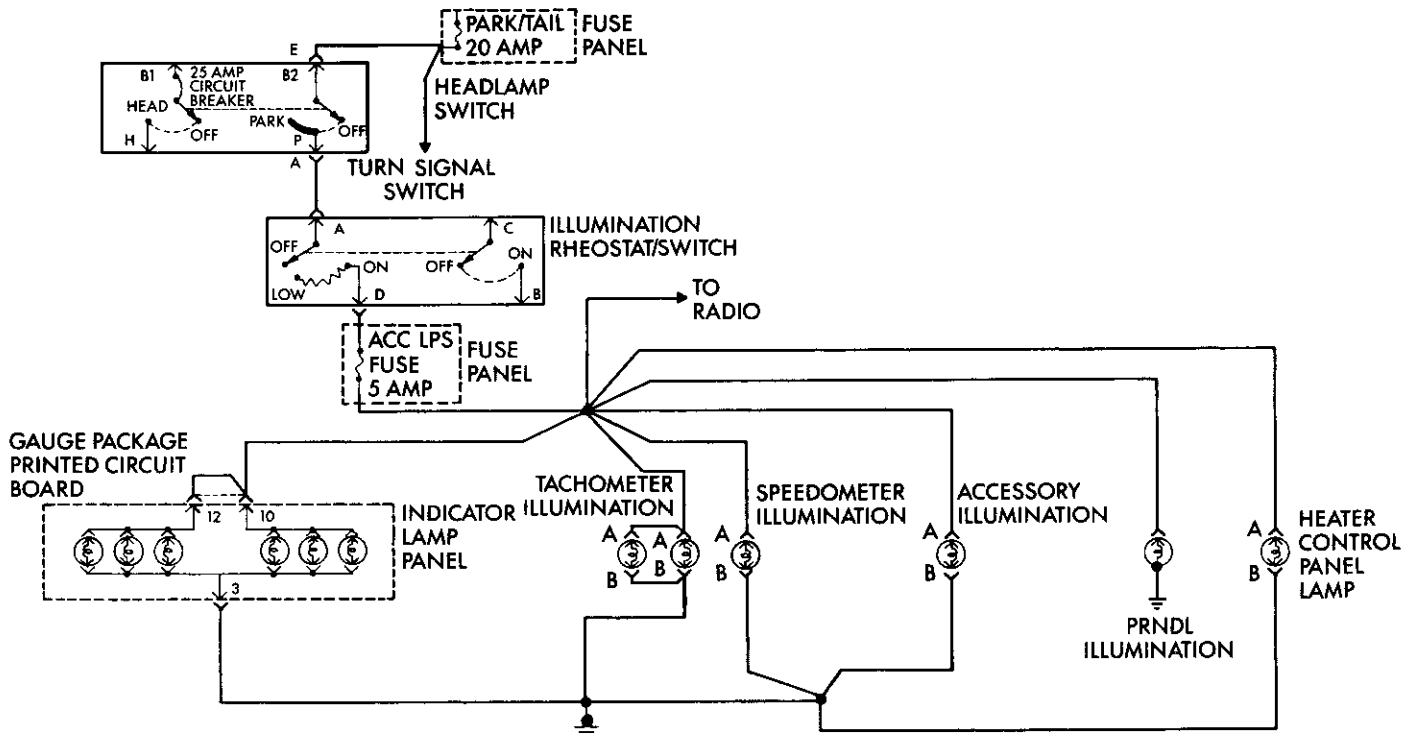 PARK/TAIL
20 AMP
FUSE
PANEL
E
B1
25 AMP
CIRCUIT
BREAKER
B2
HEAD
OFF
PARK
OFF
H
P
HEADLAMP
SWITCH
A
TURN SIGNAL
SWITCH
A
C
ILLUMINATION
RHEOSTAT/SWITCH
OFF
ON
LOW
D
OFF
ON
B
TO
RADIO
ACC LPS
FUSE
5 AMP
FUSE
PANEL
GAUGE PACKAGE
PRINTED CIRCUIT
BOARD
12
10
INDICATOR
LAMP
PANEL
3
TACHOMETER
ILLUMINATION
A
A
B
B
SPEEDOMETER
ILLUMINATION
A
B
ACCESSORY
ILLUMINATION
A
B
PRNDL
ILLUMINATION
A
B
HEATER
CONTROL
PANEL
LAMP